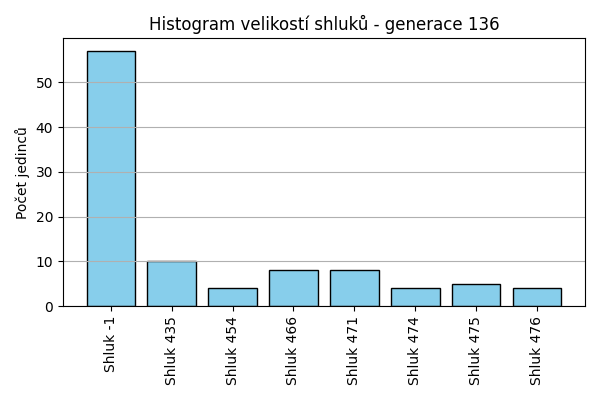 Histogram velikostí shluků - generace 136
Počet jedinců
50
40
30
20
10
0
Shluk -1
Shluk 435
Shluk 454
Shluk 466
Shluk 471
Shluk 474
Shluk 475
Shluk 476